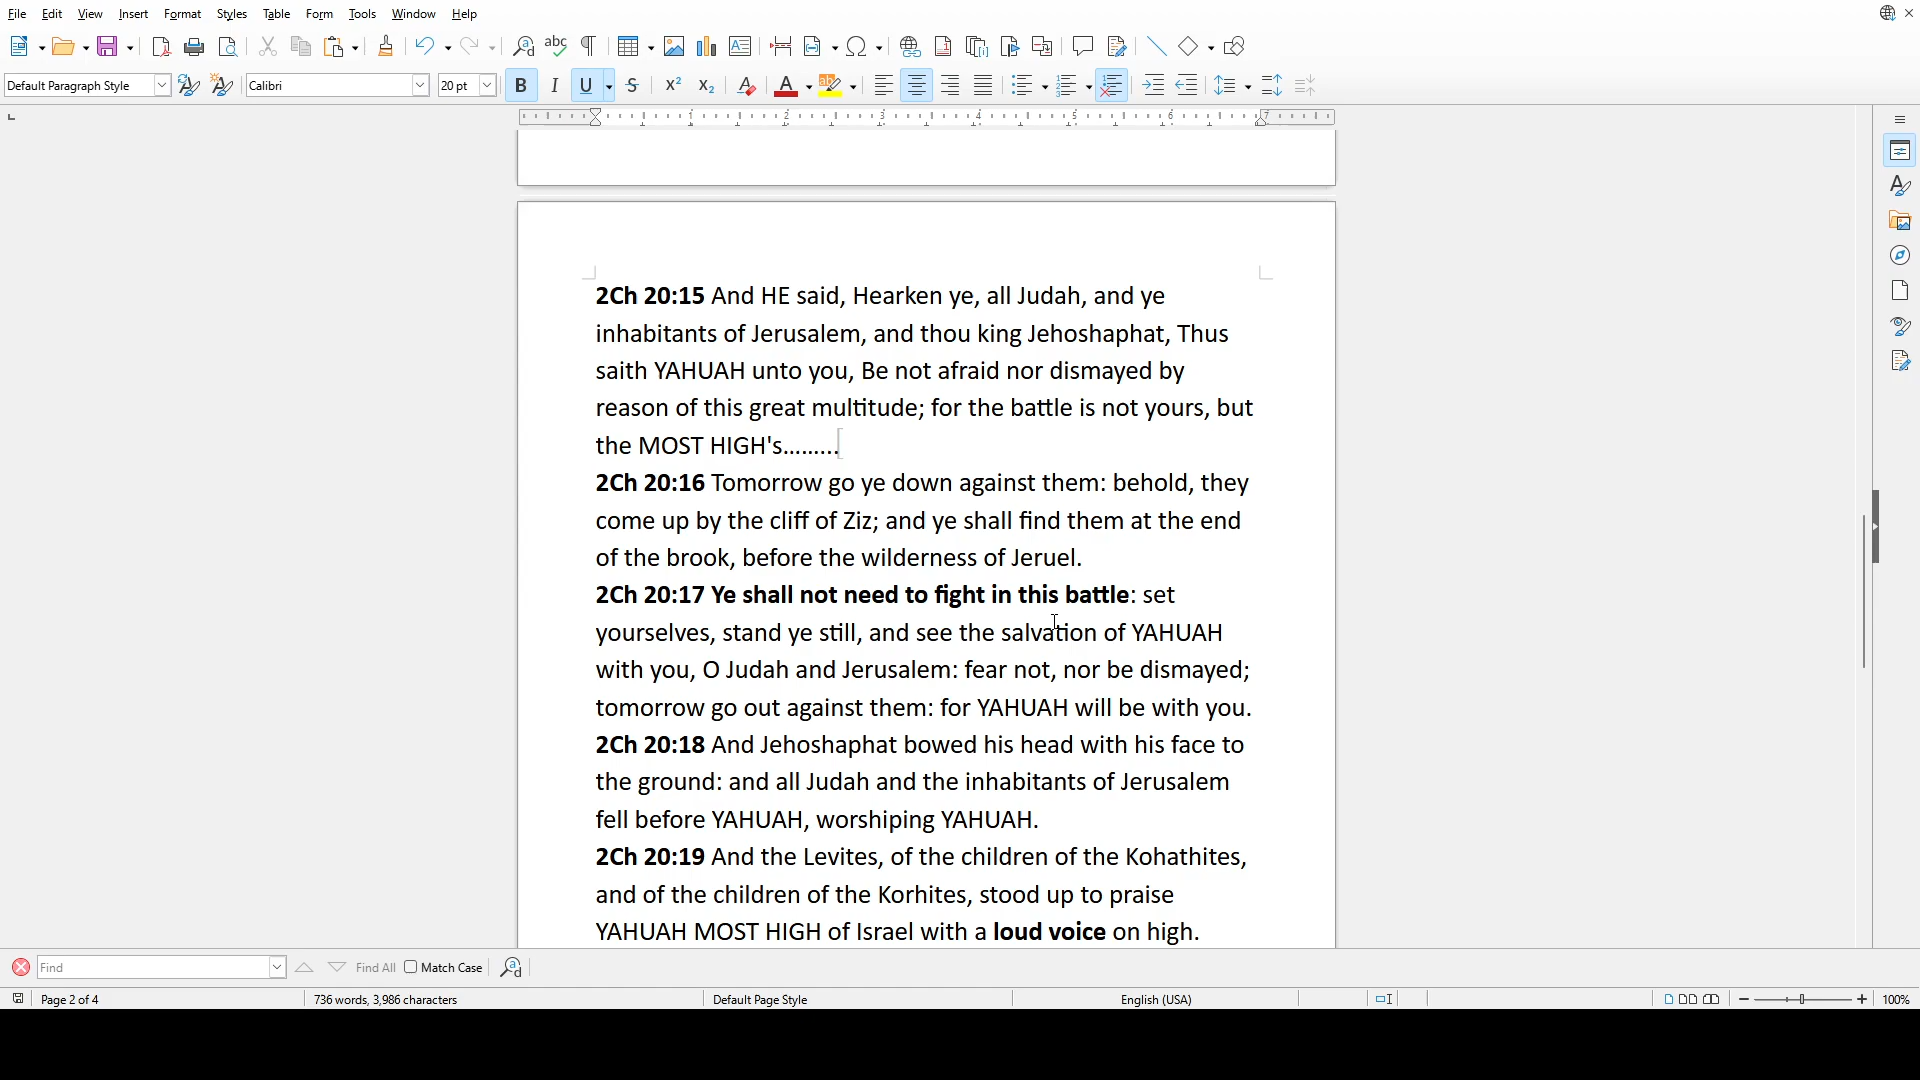 File Edit View Insert Format Styles Table Form Tools Window Help
Default Paragraph Style Calibri 20 pt
1 2 3 4 5 6 7
2Ch 20:15 And HE said, Hearken ye, all Judah, and ye
inhabitants of Jerusalem, and thou king Jehoshaphat, Thus
saith YAHUAH unto you, Be not afraid nor dismayed by
reason of this great multitude; for the battle is not yours, but
the MOST HIGH's.........
2Ch 20:16 Tomorrow go ye down against them: behold, they
come up by the cliff of Ziz; and ye shall find them at the end
of the brook, before the wilderness of Jeruel.
2Ch 20:17 Ye shall not need to fight in this battle: set
yourselves, stand ye still, and see the salvation of YAHUAH
with you, O Judah and Jerusalem: fear not, nor be dismayed;
tomorrow go out against them: for YAHUAH will be with you.
2Ch 20:18 And Jehoshaphat bowed his head with his face to
the ground: and all Judah and the inhabitants of Jerusalem
fell before YAHUAH, worshiping YAHUAH.
2Ch 20:19 And the Levites, of the children of the Kohathites,
and of the children of the Korhites, stood up to praise
YAHUAH MOST HIGH of Israel with a loud voice on high.
Find Find All Match Case
Page 2 of 4 736 words, 3,986 characters Default Page Style English (USA) 100%